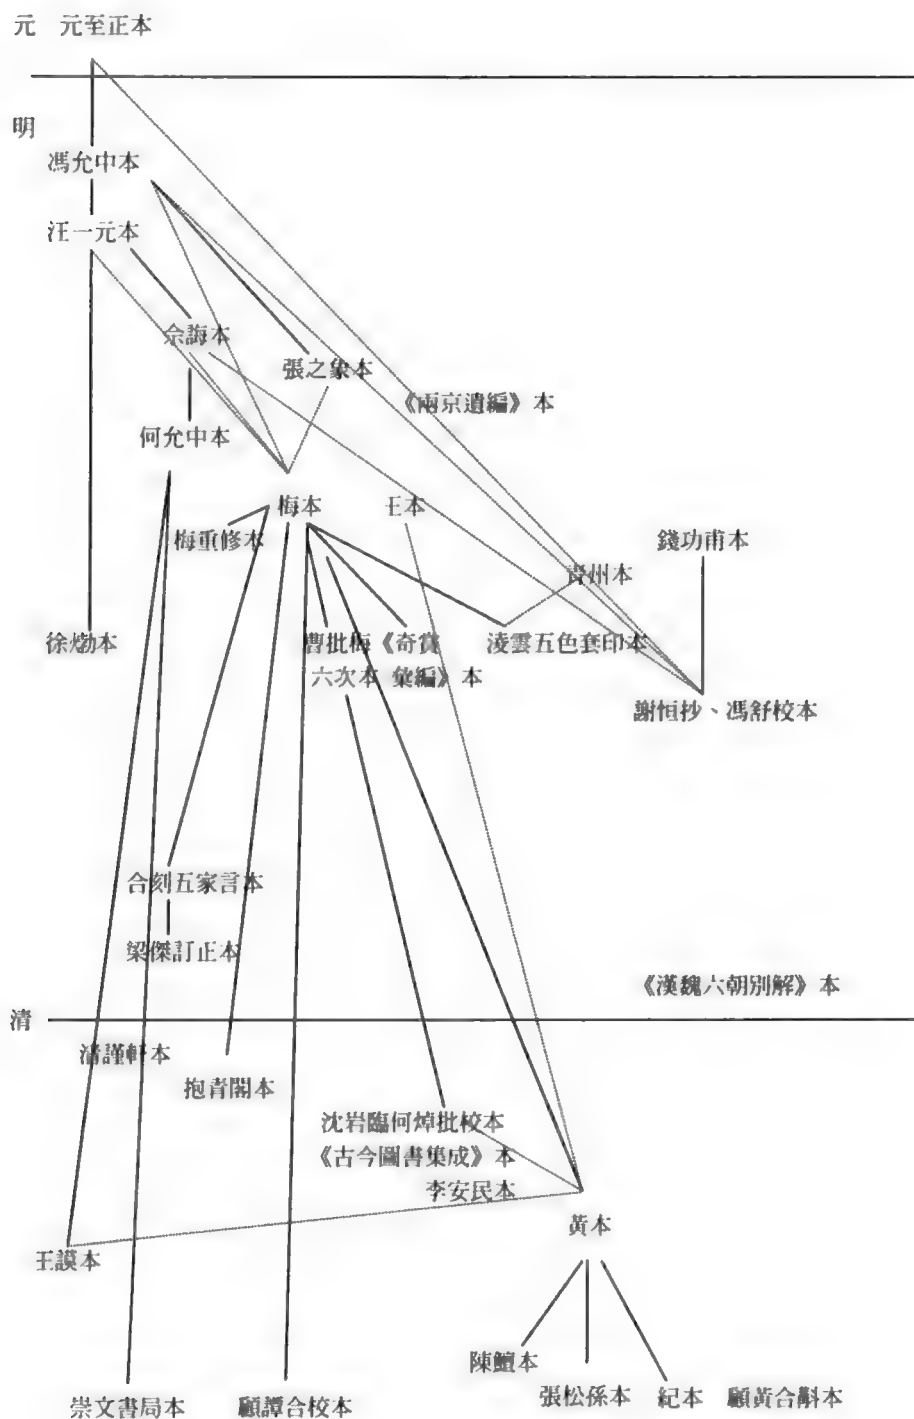 元 元至正本
明
馮允中本
汪一元本
佘誨本
張之象本
《兩京遺編》本
何允中本
梅本 王本
梅重修本 錢功甫本
青州本
徐𤊹本 曹批梅《奇賞 淩雲五色套印本
六次本 彙編》本
謝恒抄、馮舒校本
合刻五家言本
梁傑訂正本
《漢魏六朝別解》本
清
清謹軒本
抱青閣本
沈岩臨何焯批校本
《古今圖書集成》本
李安民本
黃本
王謨本
陳鱣本
張松孫本 紀本 顧黃合斠本
崇文書局本 顧譚合校本